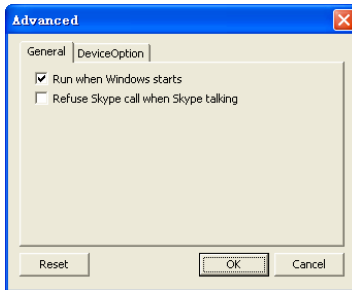 Advanced
General DeviceOption
Run when Windows starts
Refuse Skype call when Skype talking
Reset OK Cancel